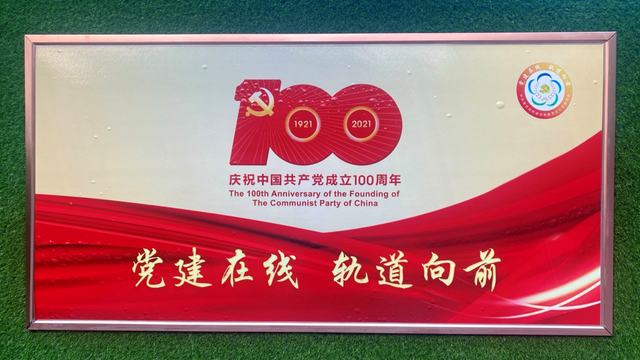 100
1921
2021
庆祝中国共产党成立100周年
The 100th Anniversary of the Founding of
The Communist Party of China
党建在线 轨道向前